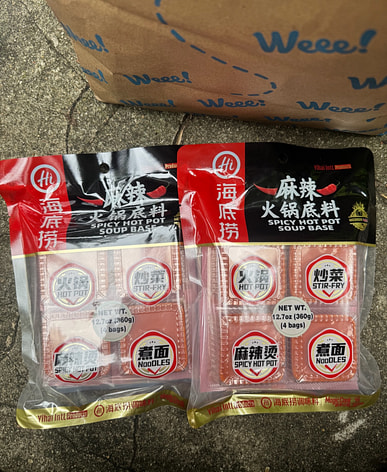 Weee!
Weee!
Weee!
Weee!
Hi
海底捞
麻辣
火锅底料
SPICY HOT POT
SOUP BASE
火锅
HOT POT
炒菜
STIR-FRY
NET WT.
12.7oz (360g)
(4 bags)
麻辣烫
SPICY HOT POT
煮面
NOODLES
Hi
海底捞
麻辣
火锅底料
SPICY HOT POT
SOUP BASE
火锅
HOT POT
炒菜
STIR-FRY
NET WT.
12.7oz (360g)
(4 bags)
麻辣烫
SPICY HOT POT
煮面
NOODLES